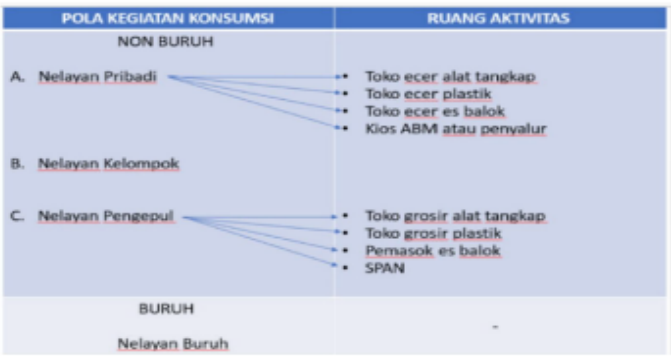 POLA KEGIATAN KONSUMSI RUANG AKTIVITAS
NON BURUH
A. Nelayan Pribadi
• Toko ecer alat tangkap
• Toko ecer plastik
• Toko ecer es balok
• Kios ABM atau penyalur
B. Nelayan Kelompok
C. Nelayan Pengepul
• Toko grosir alat tangkap
• Toko grosir plastik
• Pemasok es balok
• SPAN
BURUH
Nelayan Buruh
-